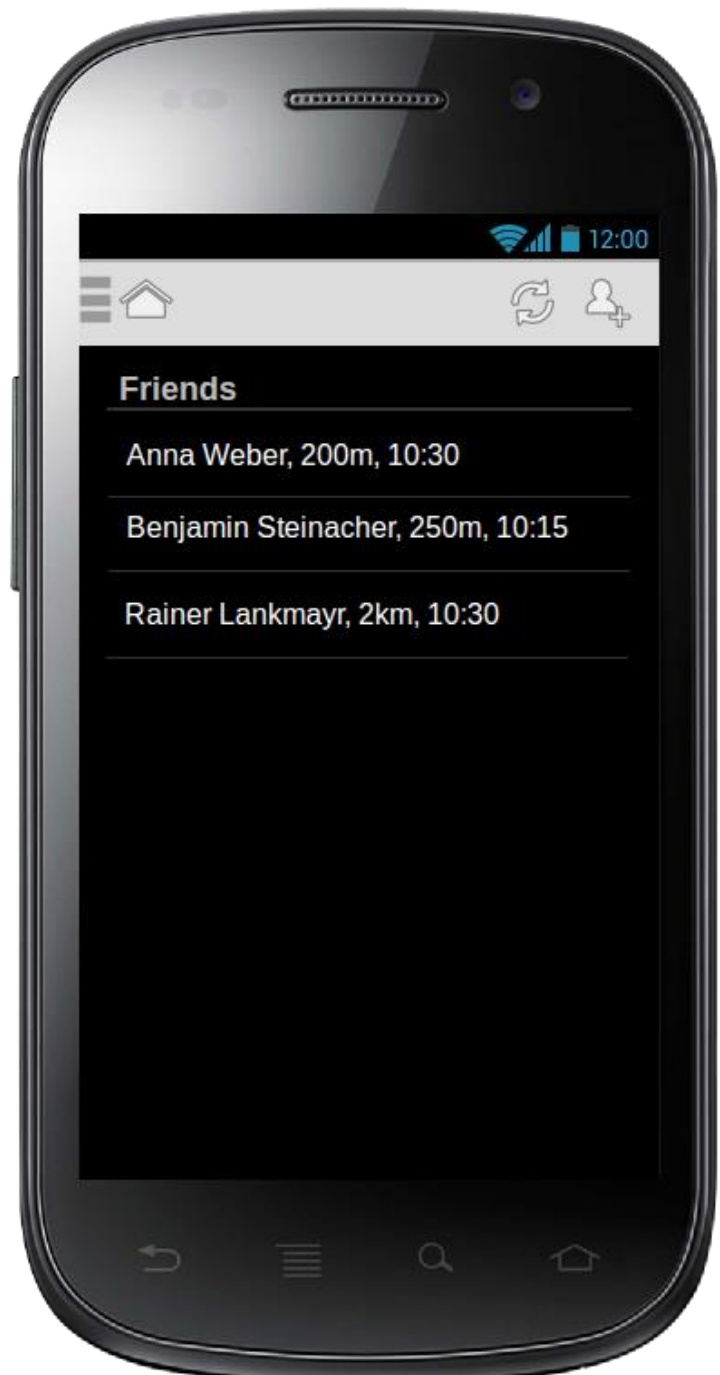 12:00
Friends
Anna Weber, 200m, 10:30
Benjamin Steinacher, 250m, 10:15
Rainer Lankmayr, 2km, 10:30